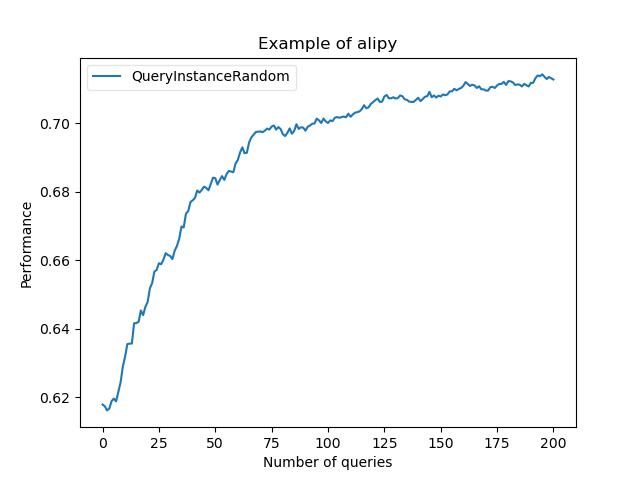 Example of alipy
QueryInstanceRandom
Performance
0.70
0.68
0.66
0.64
0.62
0 25 50 75 100 125 150 175 200
Number of queries